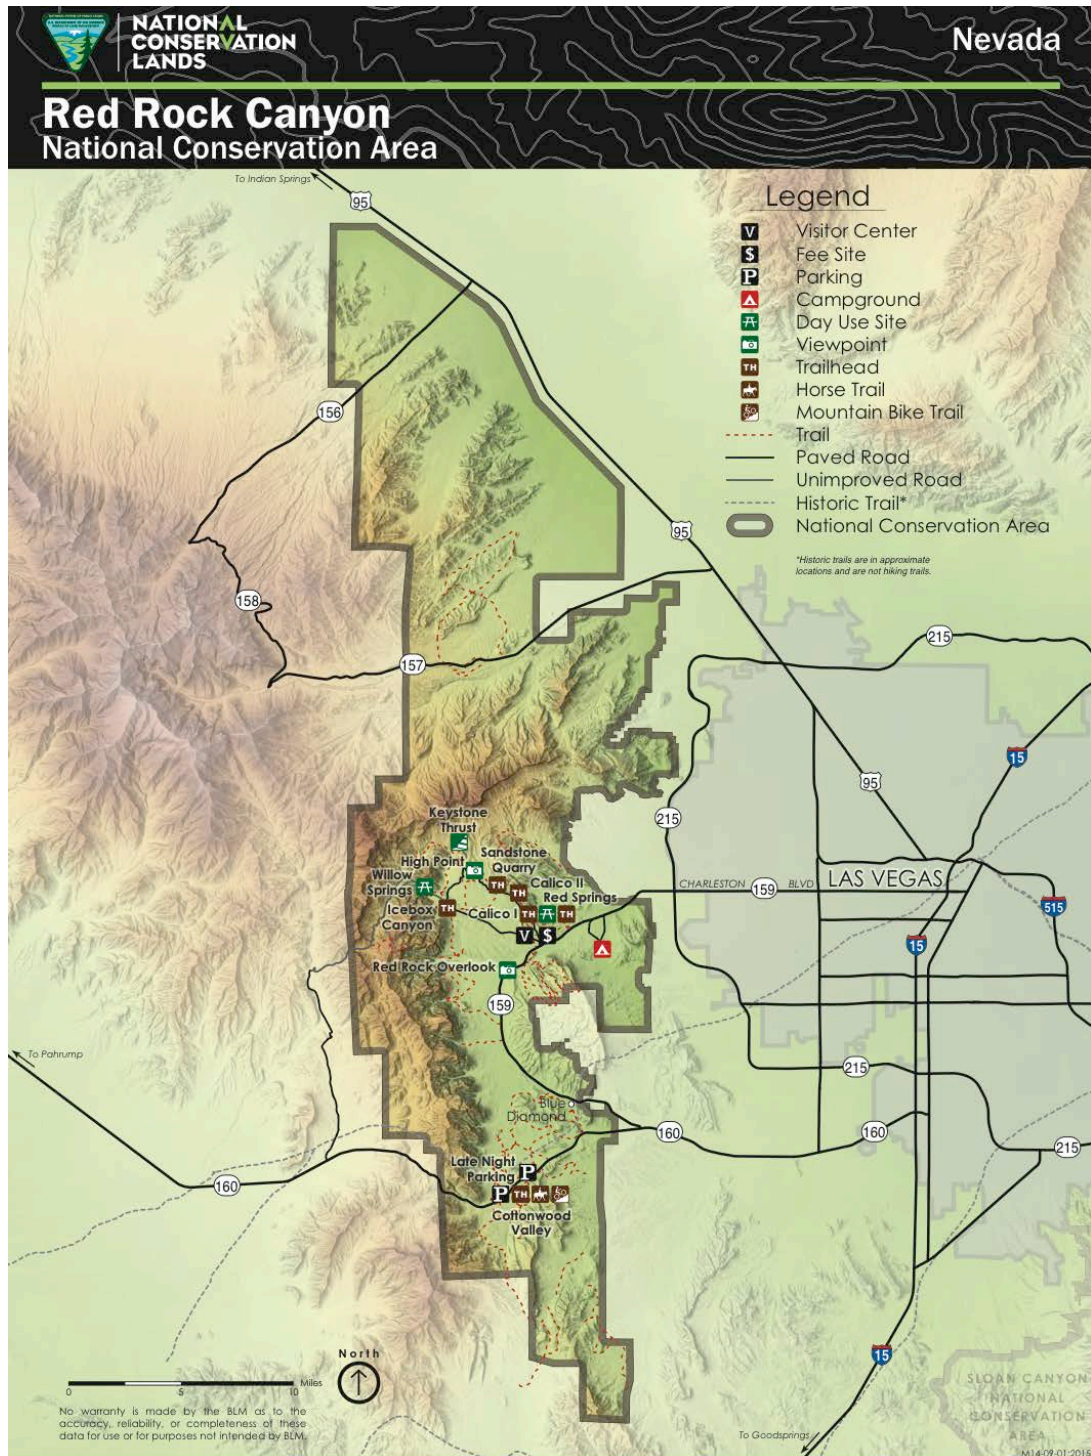 NATIONAL
CONSERVATION
LANDS
Nevada
Red Rock Canyon
National Conservation Area
To Indian Springs
95
Legend
V Visitor Center
$ Fee Site
P Parking
Campground
Day Use Site
Viewpoint
TH Trailhead
Horse Trail
Mountain Bike Trail
Trail
Paved Road
Unimproved Road
Historic Trail*
National Conservation Area
*Historic trails are in approximate
locations and are not hiking trails.
156
95
158
157
215
15
95
215
Keystone
Thrust
High Point
Sandstone
Quarry
Willow
Springs
Calico II
Red Springs
CHARLESTON 159 BLVD
LAS VEGAS
Icebox
Canyon
TH
TH
TH
Calico I
TH
TH
V
$
515
15
Red Rock Overlook
159
To Pahrump
215
Blue
Diamond
160
160
215
Late Night
Parking
P
160
P
TH
Cottonwood
Valley
North
0 5 10 Miles
No warranty is made by the BLM as to the
accuracy, reliability, or completeness of these
data for use or for purposes not intended by BLM.
15
SLOAN CANYON
NATIONAL
CONSERVATION
AREA
To Goodsprings